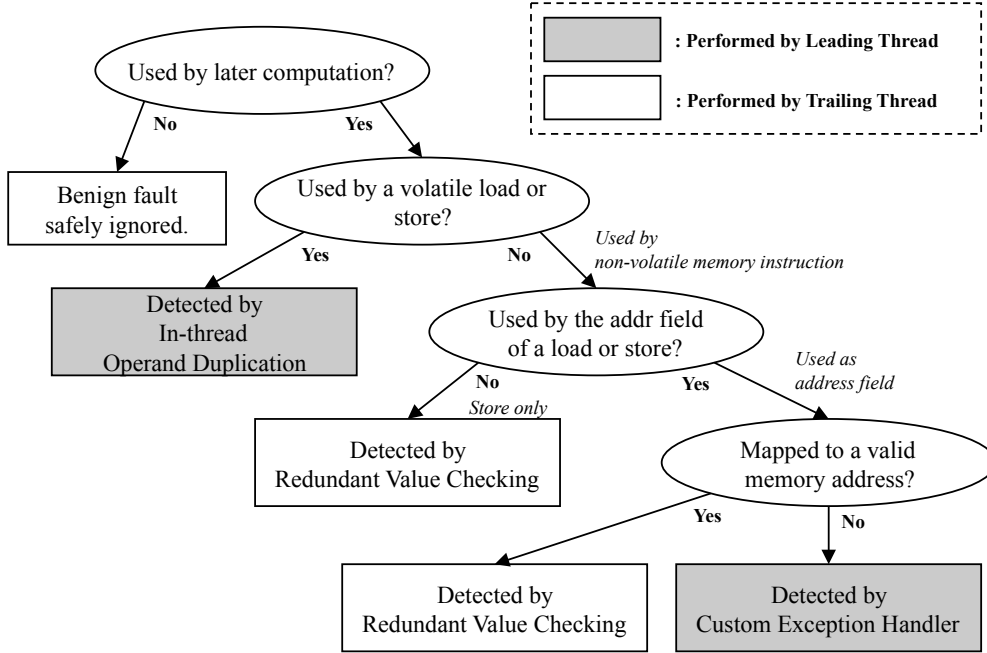 : Performed by Leading Thread
: Performed by Trailing Thread
Used by later computation?
No
Yes
Benign fault
safely ignored.
Used by a volatile load or
store?
Yes
No
Used by
non-volatile memory instruction
Detected by
In-thread
Operand Duplication
Used by the addr field
of a load or store?
No
Store only
Yes
Used as
address field
Detected by
Redundant Value Checking
Mapped to a valid
memory address?
Yes
No
Detected by
Redundant Value Checking
Detected by
Custom Exception Handler